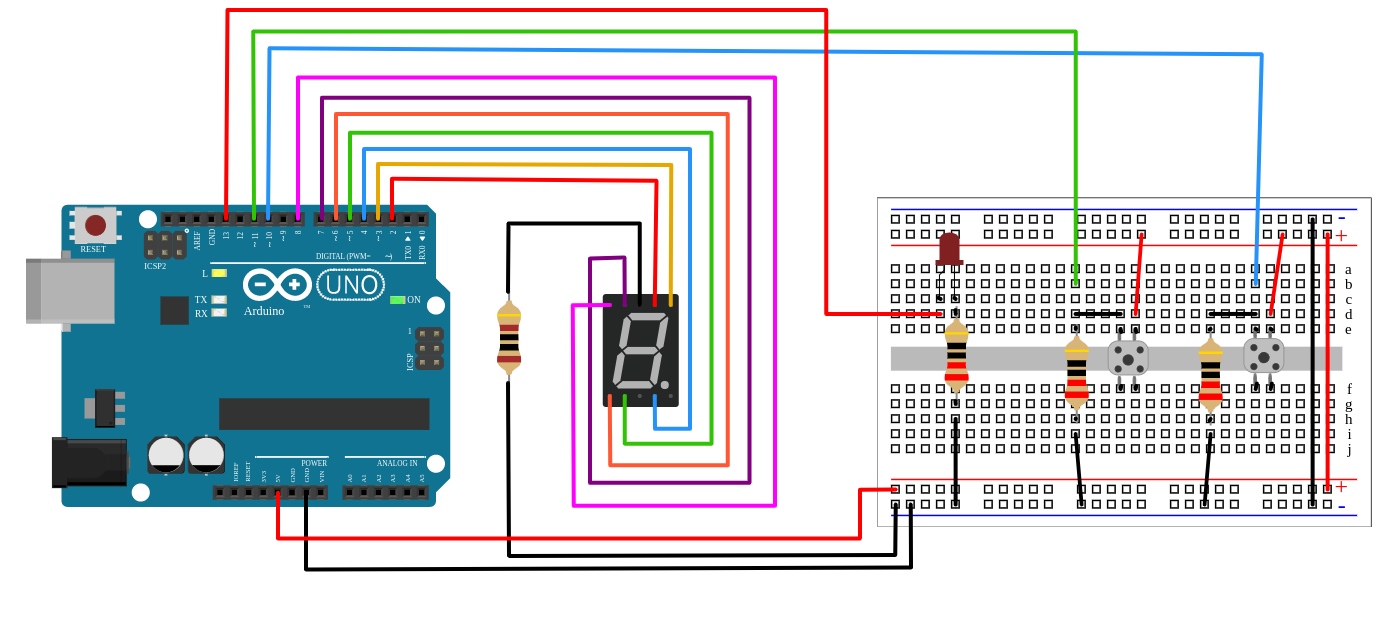 RESET
ICSP2
AREF
GND
13
12
~ 11
~ 10
~ 9
8
7
~ 6
~ 5
4
~ 3
2
TX0 ▶ 1
RX0 ◀ 0
DIGITAL (PWM=
L
TX
RX
UNO
ON
Arduino
™
1
ICSP
POWER
ANALOG IN
IOREF
RESET
3V3
5V
GND
GND
VIN
A0
A1
A2
A3
A4
A5
-
+
a
b
c
d
e
f
g
h
i
j
+
-